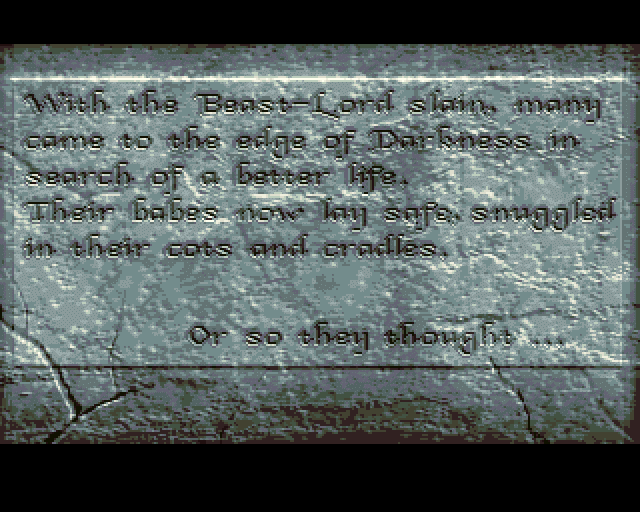 With the Beast-Lord slain, many
came to the edge of Darkness in
search of a better life.
Their babes now lay safe, snuggled
in their cots and cradles.
Or so they thought ....